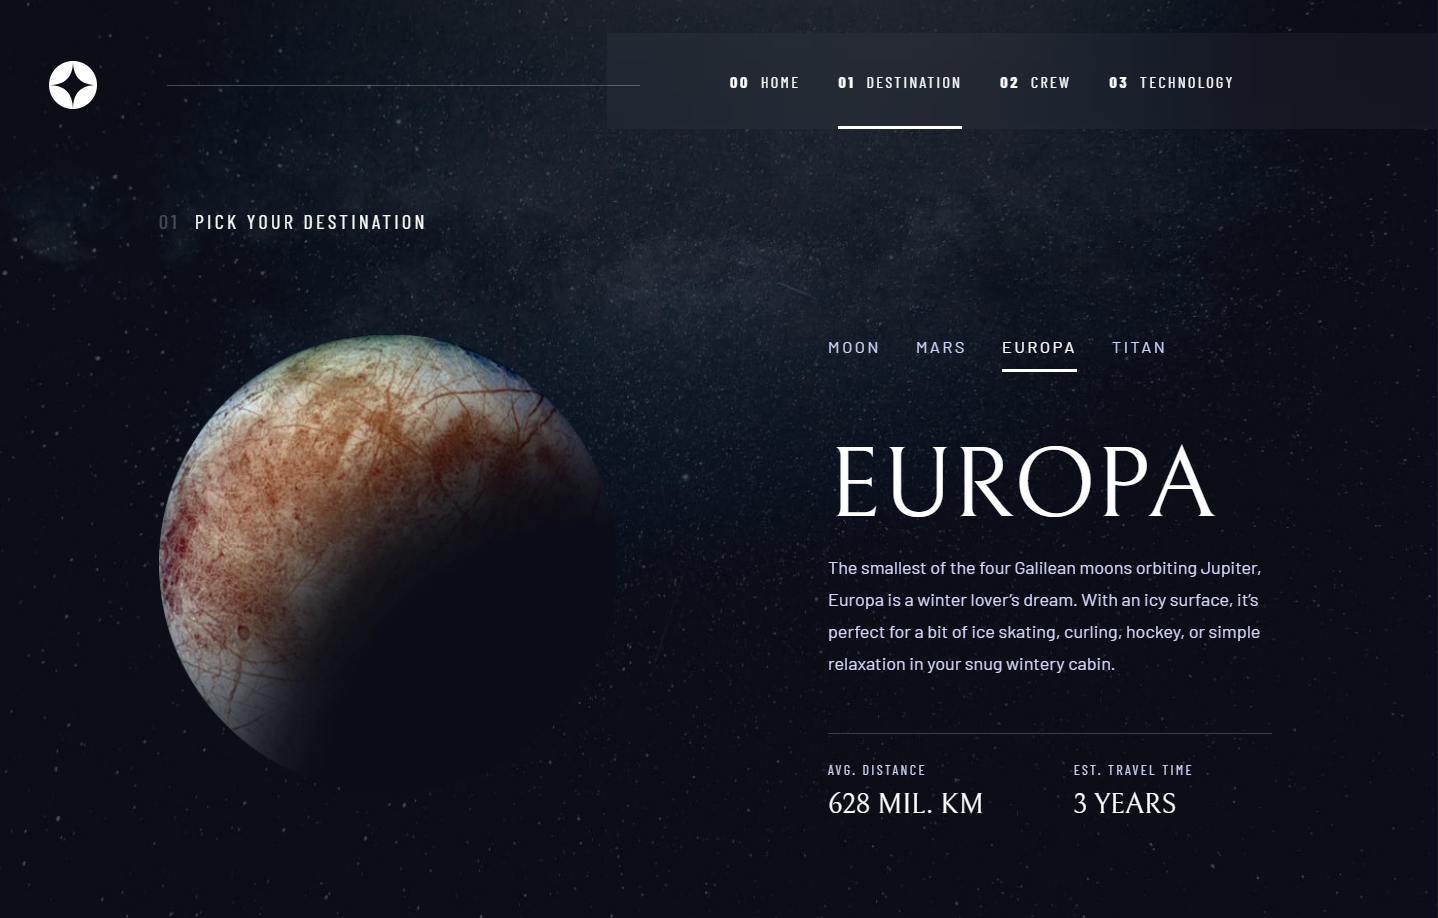 00 HOME 01 DESTINATION 02 CREW 03 TECHNOLOGY
01 PICK YOUR DESTINATION
MOON MARS EUROPA TITAN
EUROPA
The smallest of the four Galilean moons orbiting Jupiter,
Europa is a winter lover’s dream. With an icy surface, it’s
perfect for a bit of ice skating, curling, hockey, or simple
relaxation in your snug wintery cabin.
AVG. DISTANCE EST. TRAVEL TIME
628 MIL. KM 3 YEARS